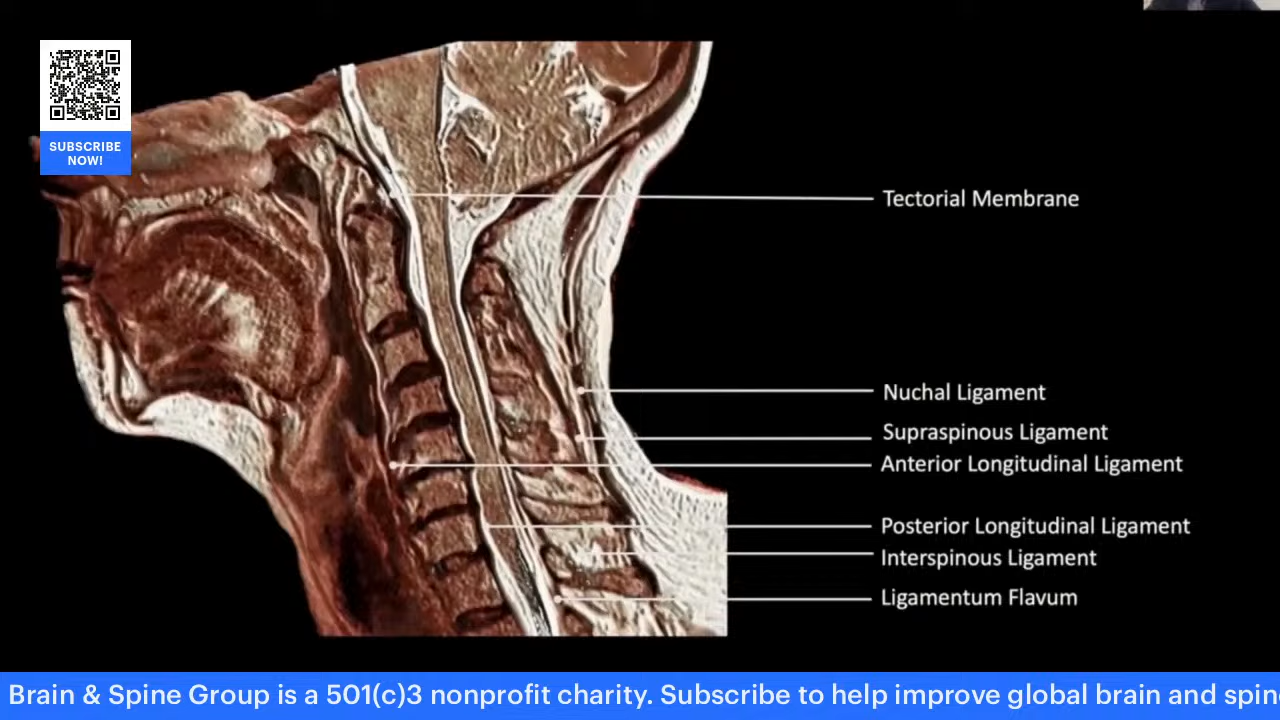 SUBSCRIBE
NOW!
Tectorial Membrane
Nuchal Ligament
Supraspinous Ligament
Anterior Longitudinal Ligament
Posterior Longitudinal Ligament
Interspinous Ligament
Ligamentum Flavum
Brain & Spine Group is a 501(c)3 nonprofit charity. Subscribe to help improve global brain and spin